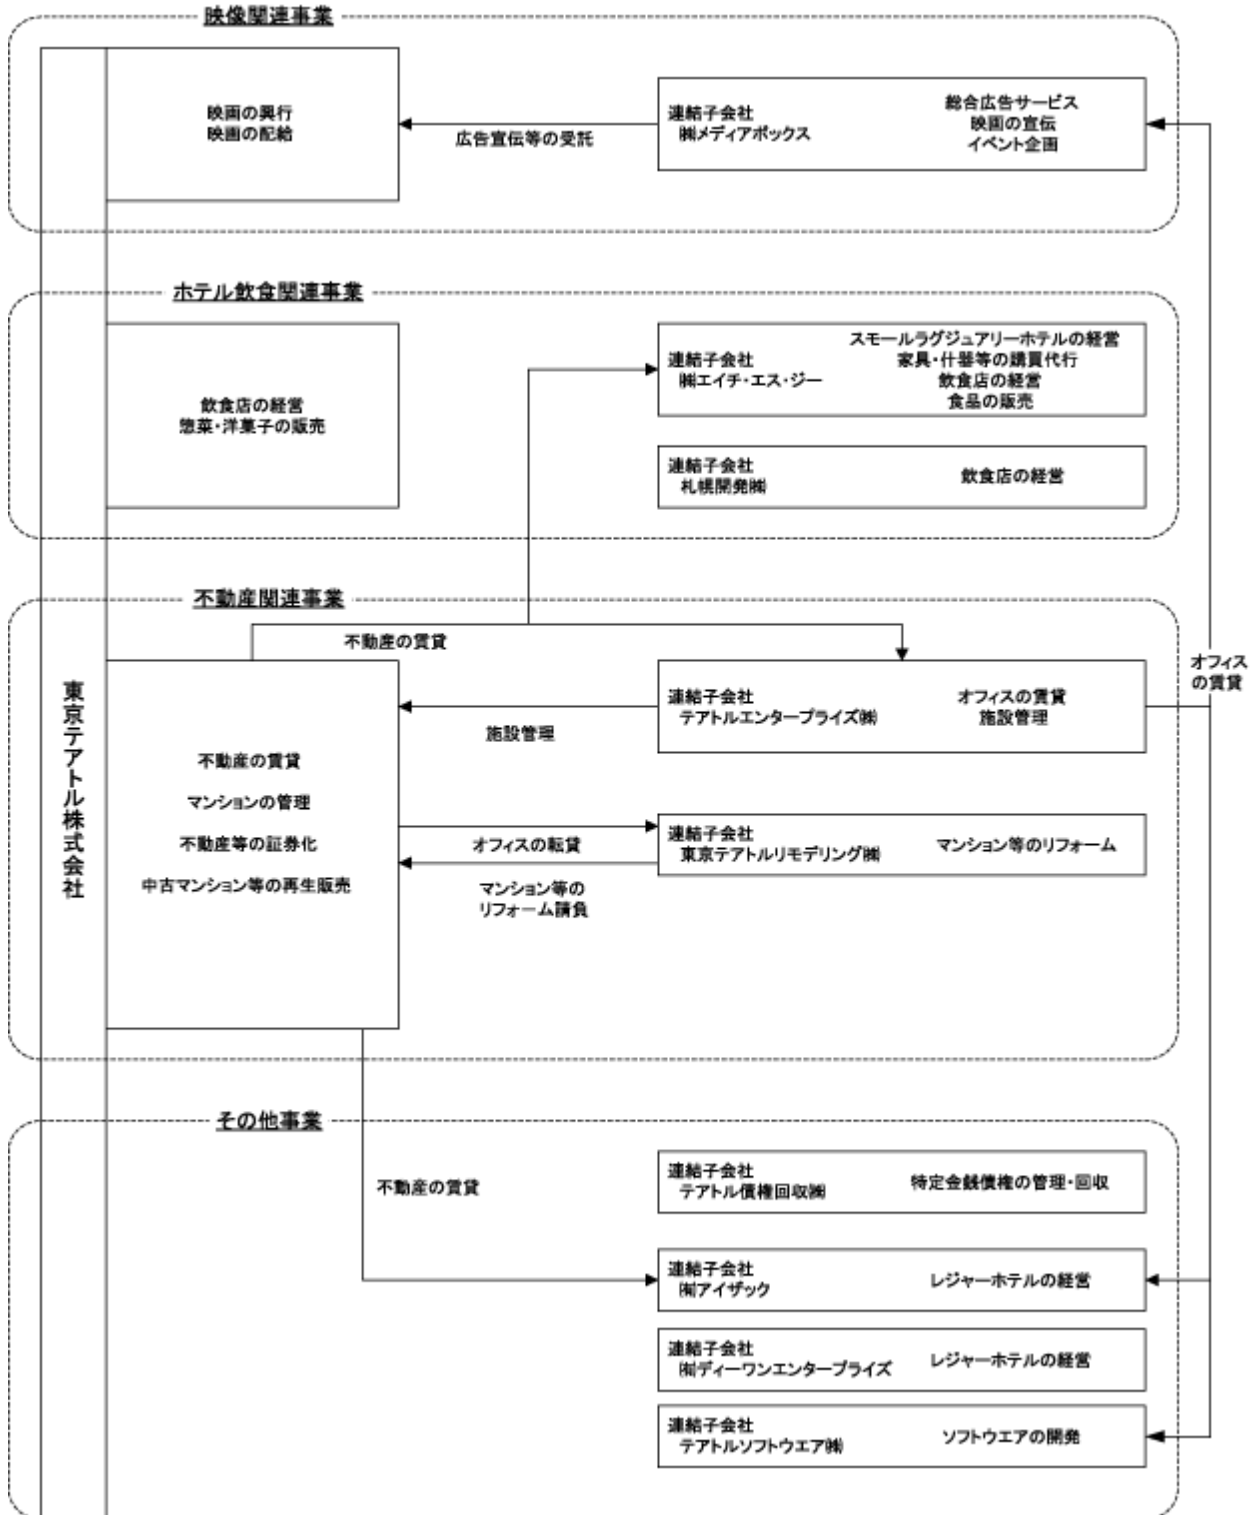 映像関連事業
映画の興行
映画の配給
広告宣伝等の受託
連結子会社
㈱メディアボックス
総合広告サービス
映画の宣伝
イベント企画
ホテル飲食関連事業
飲食店の経営
惣菜・洋菓子の販売
連結子会社
㈱エイチ・エス・ジー
スモールラグジュアリーホテルの経営
家具・什器等の購買代行
飲食店の経営
食品の販売
連結子会社
札幌開発㈱
飲食店の経営
不動産関連事業
不動産の賃貸
東京テアトル株式会社
不動産の賃貸
マンションの管理
不動産等の証券化
中古マンション等の再生販売
施設管理
連結子会社
テアトルエンタープライズ㈱
オフィスの賃貸
施設管理
オフィス
の賃貸
オフィスの転貸
マンション等の
リフォーム請負
連結子会社
東京テアトルリモデリング㈱
マンション等のリフォーム
その他事業
不動産の賃貸
連結子会社
テアトル債権回収㈱
特定金銭債権の管理・回収
連結子会社
㈲アイザック
レジャーホテルの経営
連結子会社
㈲ディーワンエンタープライズ
レジャーホテルの経営
連結子会社
テアトルソフトウエア㈱
ソフトウエアの開発